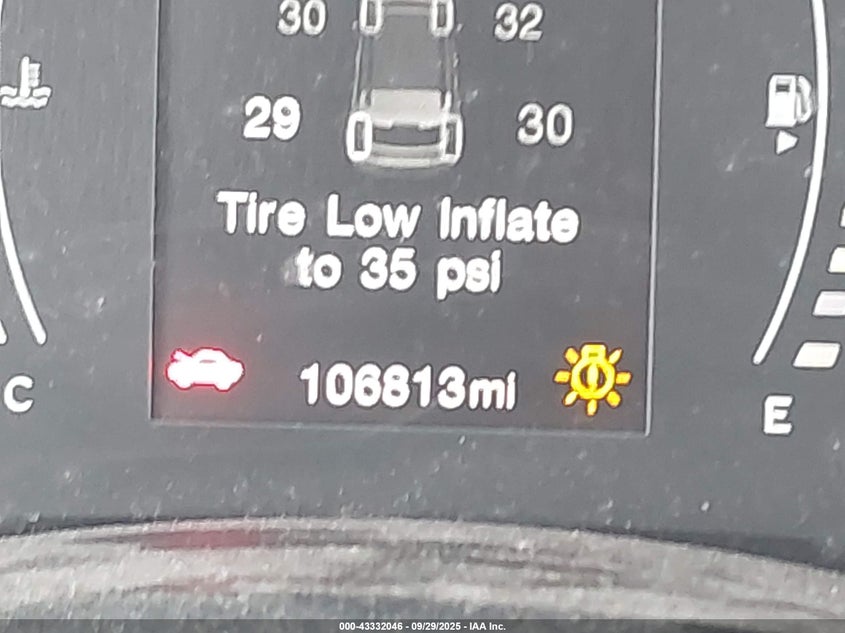 30 32
29 30
Tire Low Inflate
to 35 psi
106813mi
C
E
000-43332046 - 09/29/2025 - IAA Inc.